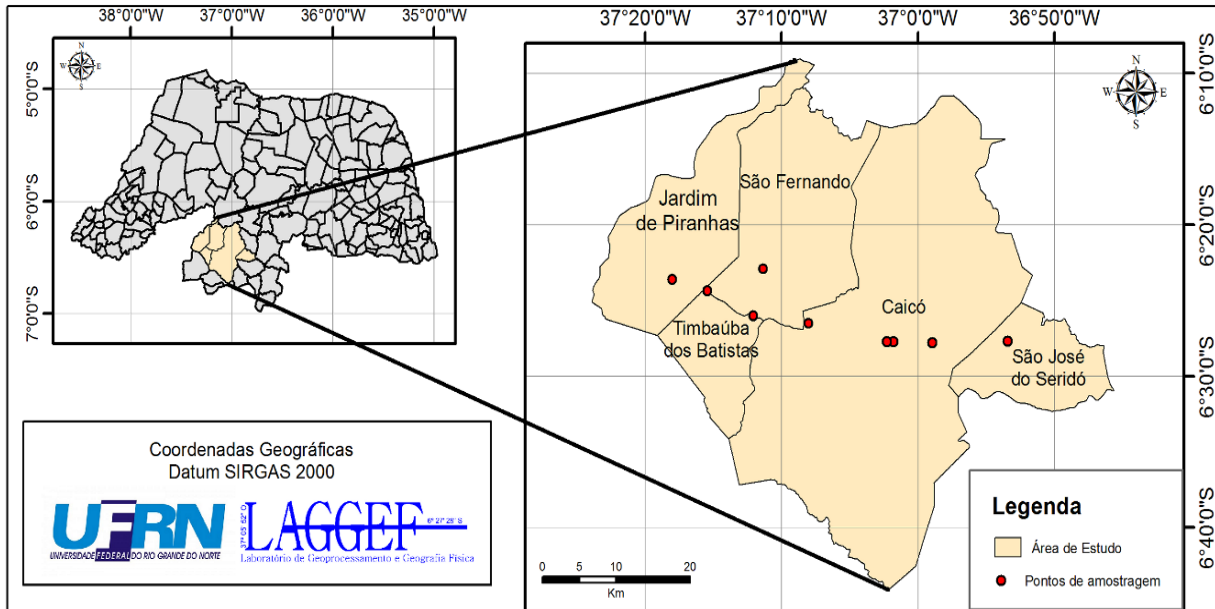 38°0'0"W 37°0'0"W 36°0'0"W 35°0'0"W
N
W E
S
5°0'0"S
6°0'0"S
7°0'0"S
37°20'0"W 37°10'0"W 37°0'0"W 36°50'0"W
N
W E
S
6°10'0"S
6°20'0"S
6°30'0"S
6°40'0"S
São Fernando
Jardim
de Piranhas
Caicó
Timbaúba
dos Batistas
São José
do Seridó
Coordenadas Geográficas
Datum SIRGAS 2000
UFRN
UNIVERSIDADE FEDERAL DO RIO GRANDE DO NORTE
LAGGEF
6° 27' 28" S
Laboratório de Geoprocessamento e Geografia Física
0 5 10 20
Km
Legenda
Área de Estudo
Pontos de amostragem